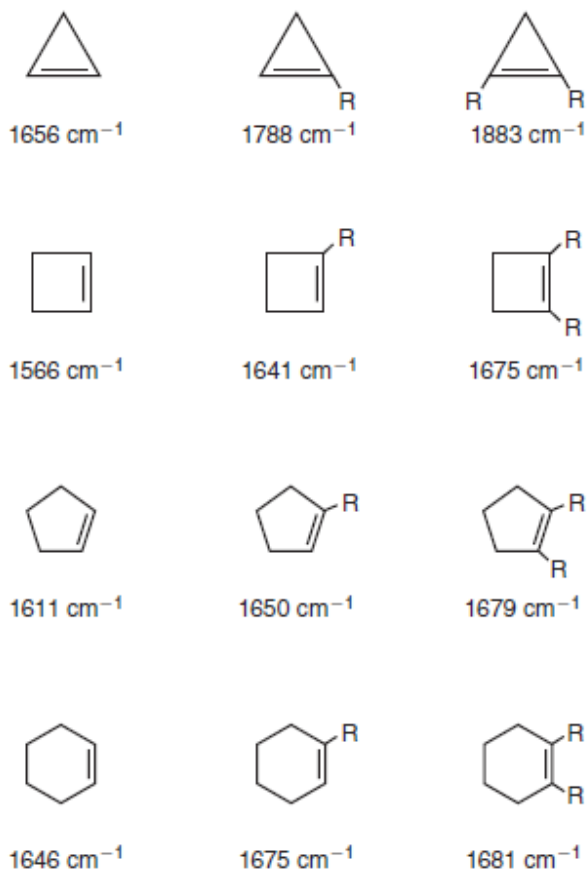 R
R R
1656 cm⁻¹ 1788 cm⁻¹ 1883 cm⁻¹
R R
R
1566 cm⁻¹ 1641 cm⁻¹ 1675 cm⁻¹
R R
R
1611 cm⁻¹ 1650 cm⁻¹ 1679 cm⁻¹
R R
R
1646 cm⁻¹ 1675 cm⁻¹ 1681 cm⁻¹